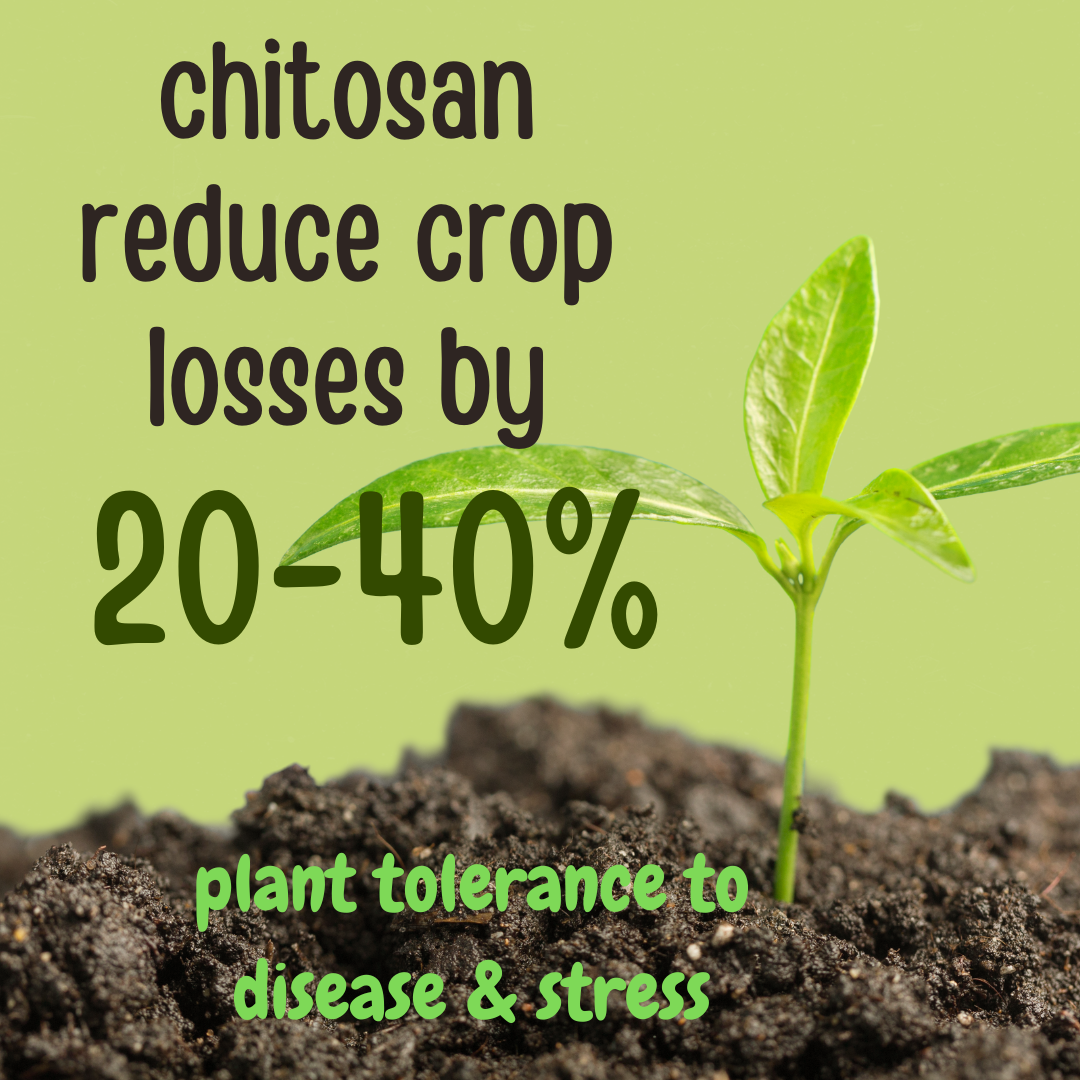 chitosan
reduce crop
losses by
20-40%
plant tolerance to
disease & stress